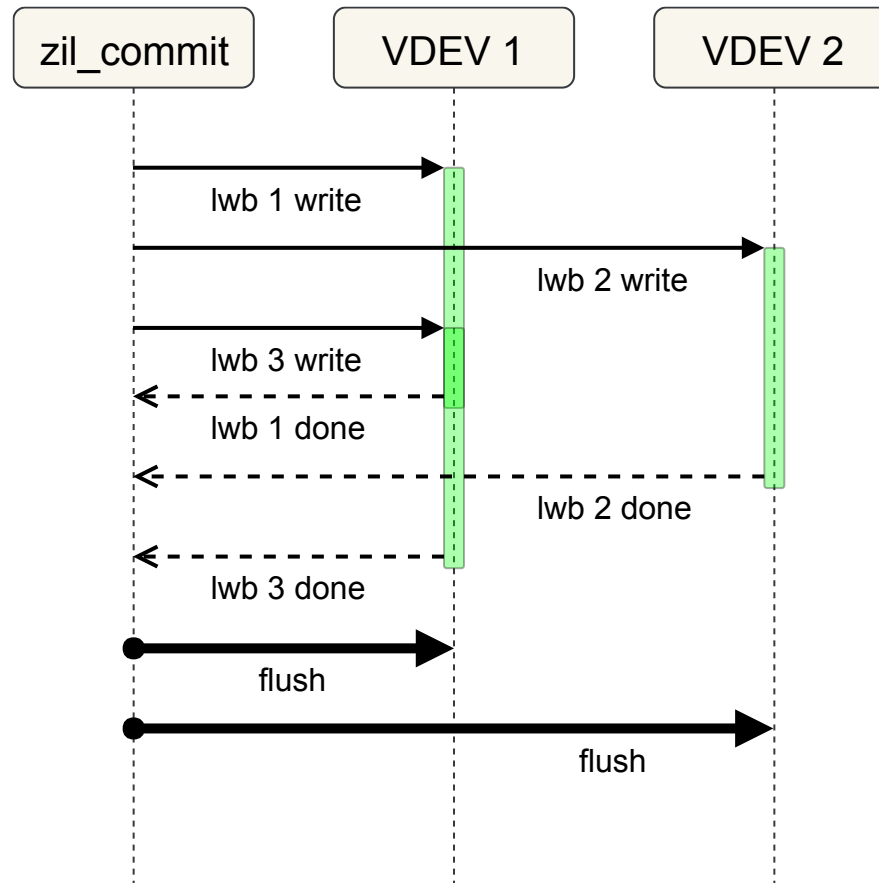 zil_commit
VDEV 1
VDEV 2
lwb 1 write
lwb 2 write
lwb 3 write
lwb 1 done
lwb 2 done
lwb 3 done
flush
flush